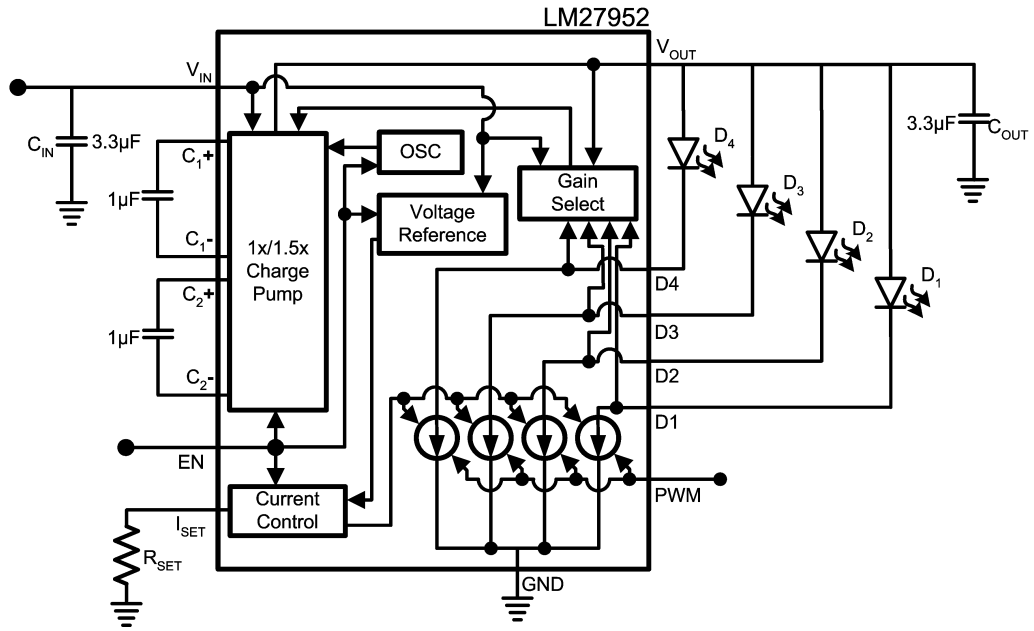 LM27952
VIN
VOUT
CIN
3.3µF
C1+
1µF
C1-
C2+
1µF
C2-
1x/1.5x
Charge
Pump
OSC
Voltage
Reference
Gain
Select
D4
D3
D2
D1
3.3µF
COUT
D4
D3
D2
D1
EN
Current
Control
PWM
ISET
RSET
GND